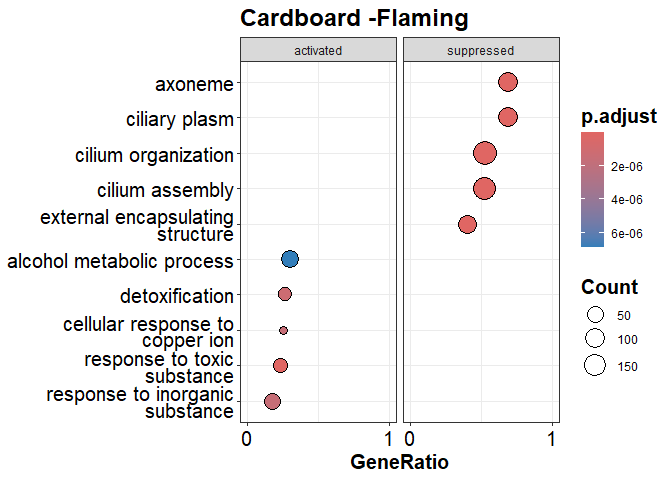 Cardboard -Flaming
activated
suppressed
axoneme
ciliary plasm
cilium organization
cilium assembly
external encapsulating
structure
alcohol metabolic process
detoxification
cellular response to
copper ion
response to toxic
substance
response to inorganic
substance
0
1
0
1
GeneRatio
p.adjust
2e-06
4e-06
6e-06
Count
50
100
150